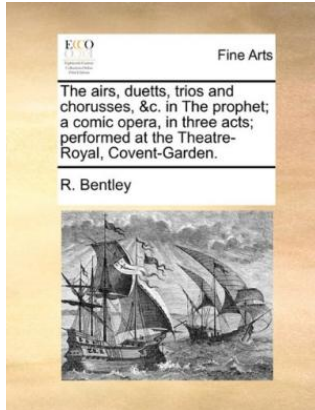 ECCO
Fine Arts
The airs, duetts, trios and
chorusses, &c. in The prophet;
a comic opera, in three acts;
performed at the Theatre-
Royal, Covent-Garden.
R. Bentley